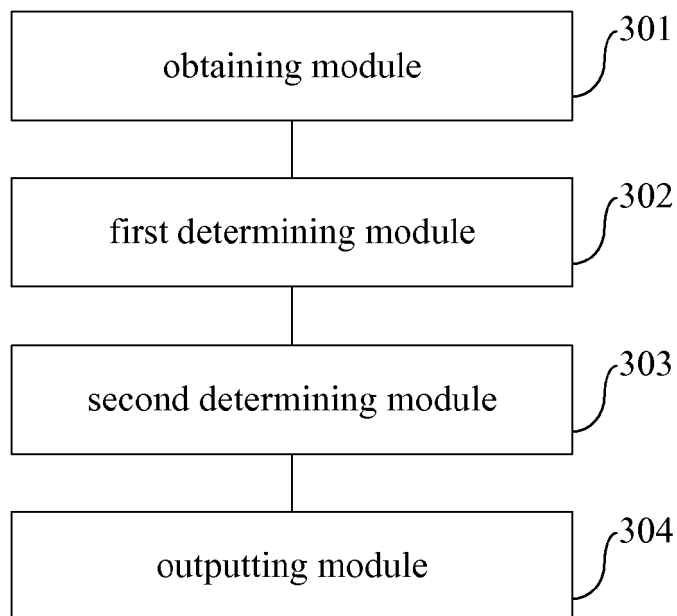 301
obtaining module
302
first determining module
303
second determining module
304
outputting module